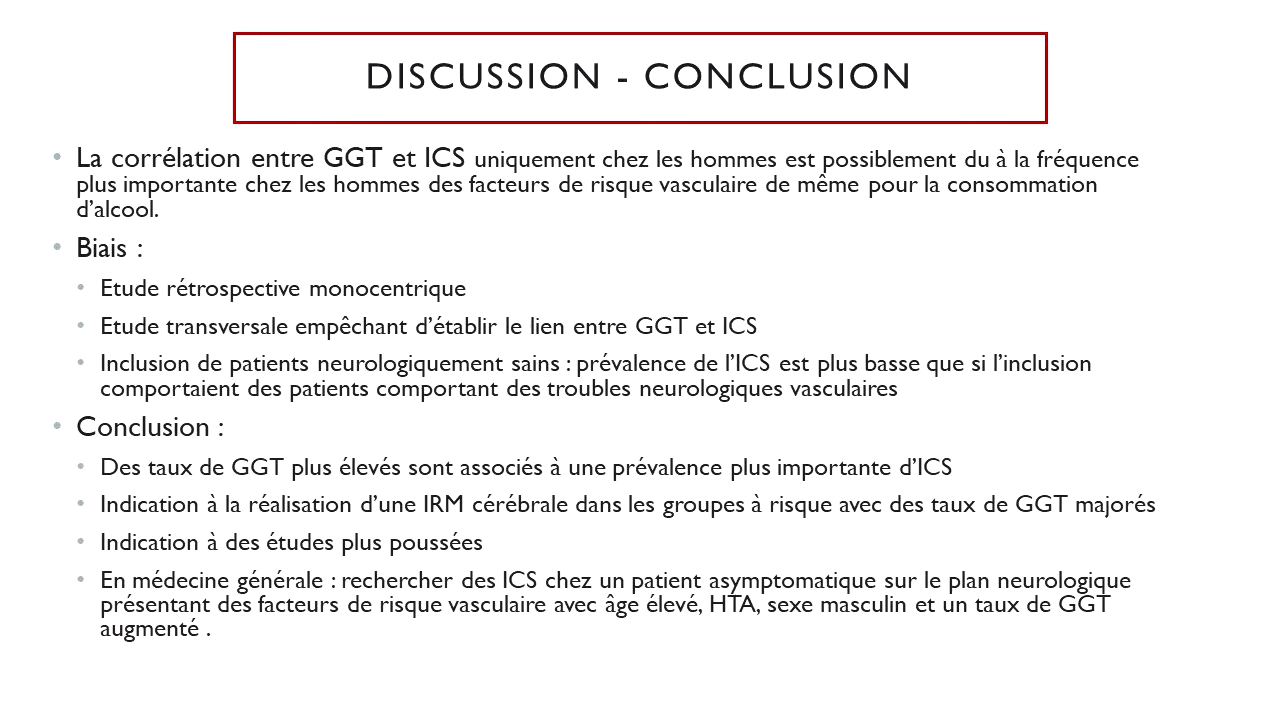 DISCUSSION - CONCLUSION
• La corrélation entre GGT et ICS uniquement chez les hommes est possiblement du à la fréquence
plus importante chez les hommes des facteurs de risque vasculaire de même pour la consommation
d'alcool.
• Biais :
• Etude rétrospective monocentrique
• Etude transversale empêchant d'établir le lien entre GGT et ICS
• Inclusion de patients neurologiquement sains : prévalence de l'ICS est plus basse que si l'inclusion
comportaient des patients comportant des troubles neurologiques vasculaires
• Conclusion :
• Des taux de GGT plus élevés sont associés à une prévalence plus importante d'ICS
• Indication à la réalisation d'une IRM cérébrale dans les groupes à risque avec des taux de GGT majorés
• Indication à des études plus poussées
• En médecine générale : rechercher des ICS chez un patient asymptomatique sur le plan neurologique
présentant des facteurs de risque vasculaire avec âge élevé, HTA, sexe masculin et un taux de GGT
augmenté .